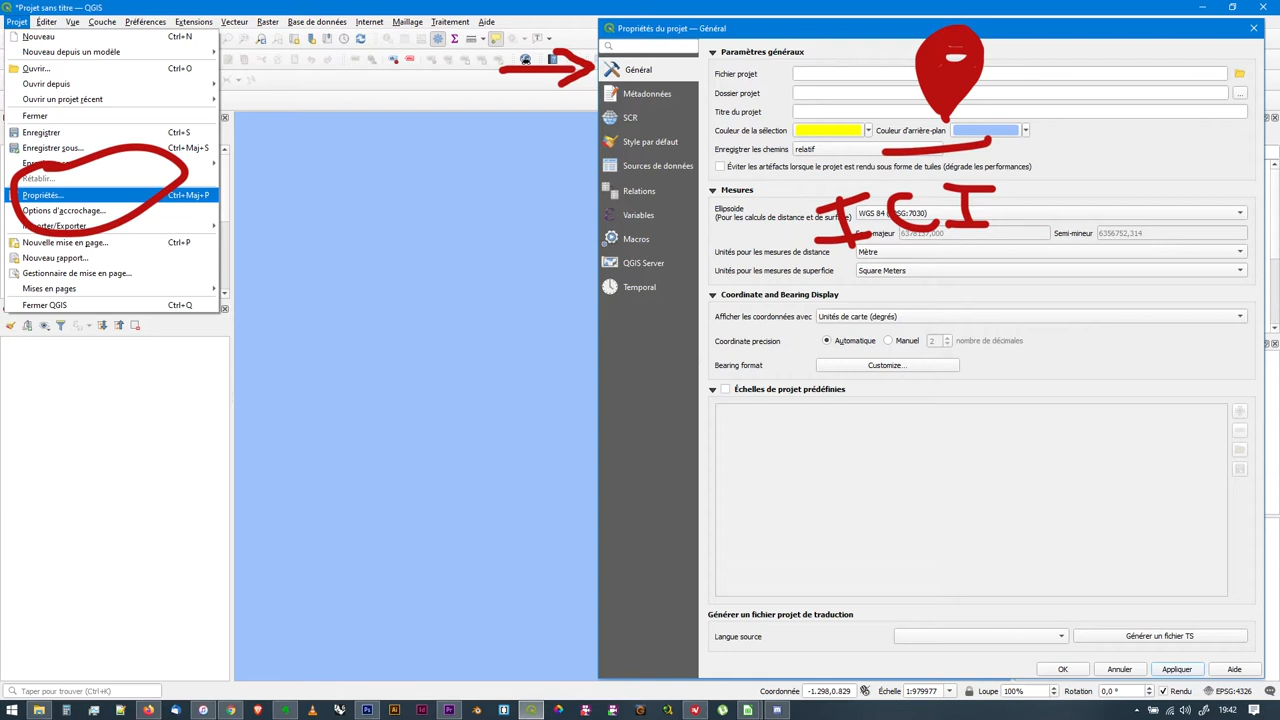 *Projet sans titre — QGIS
Projet Éditer Vue Couche Préférences Extensions Vecteur Raster Base de données Internet Maillage Traitement Aide
Nouveau Ctrl+N
Nouveau depuis un modèle
Ouvrir... Ctrl+O
Ouvrir depuis
Ouvrir un projet récent
Fermer
Enregistrer Ctrl+S
Enregistrer sous... Ctrl+Maj+S
Rétablir...
Propriétés... Ctrl+Maj+P
Options d'accrochage...
Importer/Exporter
Nouvelle mise en page... Ctrl+P
Nouveau rapport...
Gestionnaire de mise en page...
Mises en pages
Fermer QGIS Ctrl+Q
Propriétés du projet — Général
Général
Métadonnées
SCR
Style par défaut
Sources de données
Relations
Variables
Macros
QGIS Server
Temporal
Paramètres généraux
Fichier projet
Dossier projet ...
Titre du projet
Couleur de la sélection Couleur d'arrière-plan
Enregistrer les chemins relatif
Éviter les artéfacts lorsque le projet est rendu sous forme de tuiles (dégrade les performances)
Mesures
ICI
Ellipsoïde
(Pour les calculs de distance et de surface)
WGS 84 (EPSG:7030)
Semi-majeur 6378137,000 Semi-mineur 6356752,314
Unités pour les mesures de distance Mètre
Unités pour les mesures de superficie Square Meters
Coordinate and Bearing Display
Afficher les coordonnées avec Unités de carte (degrés)
Coordinate precision Automatique Manuel 2 nombre de décimales
Bearing format Customize...
Échelles de projet prédéfinies
Générer un fichier projet de traduction
Langue source Générer un fichier TS
OK Annuler Appliquer Aide
Taper pour trouver (Ctrl+K) Coordonnée -1.298,0.829 Échelle 1:979977 Loupe 100% Rotation 0,0 ° Rendu EPSG:4326
19:42